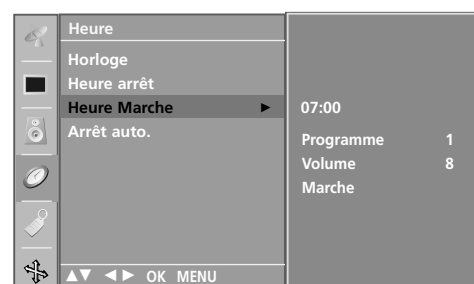 Heure
Horloge
Heure arrêt
Heure Marche ►
Arrêt auto.
▲▼ ◄► OK MENU
07:00
Programme 1
Volume 8
Marche